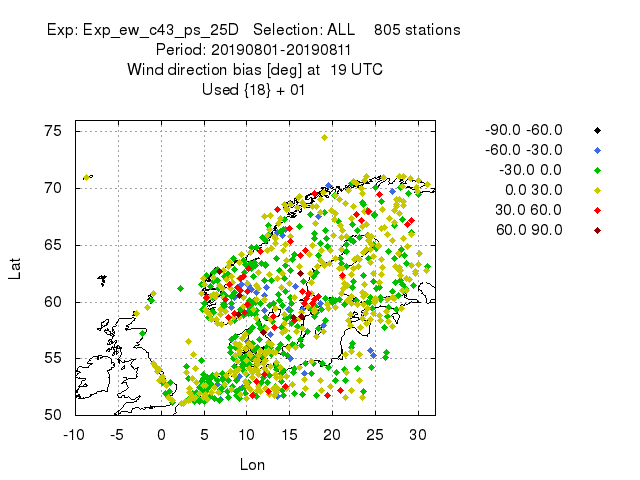 Exp: Exp_ew_c43_ps_25D   Selection: ALL    805 stations
Period: 20190801-20190811
Wind direction bias [deg] at  19 UTC
Used {18} + 01
-90.0 -60.0
-60.0 -30.0
-30.0 0.0
0.0 30.0
30.0 60.0
60.0 90.0
Lat
75
70
65
60
55
50
-10 -5 0 5 10 15 20 25 30
Lon